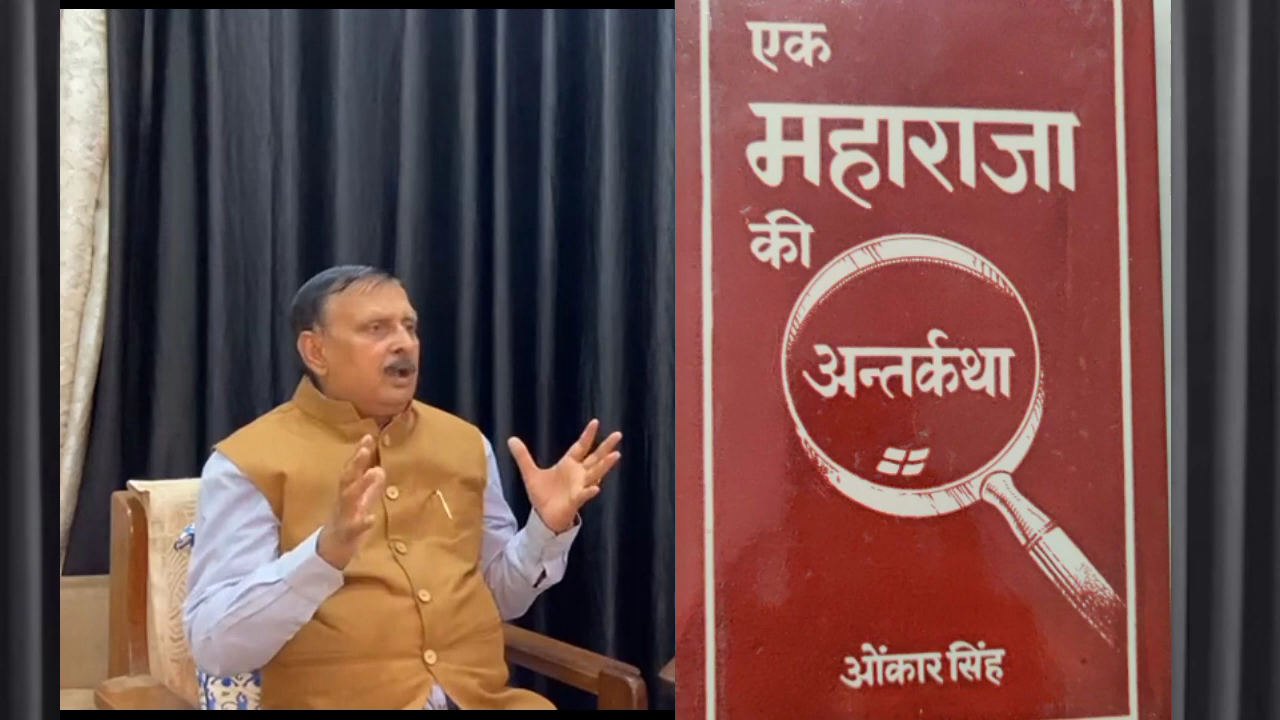 एक
महाराजा
की
अन्तर्कथा
ओंकार सिंह